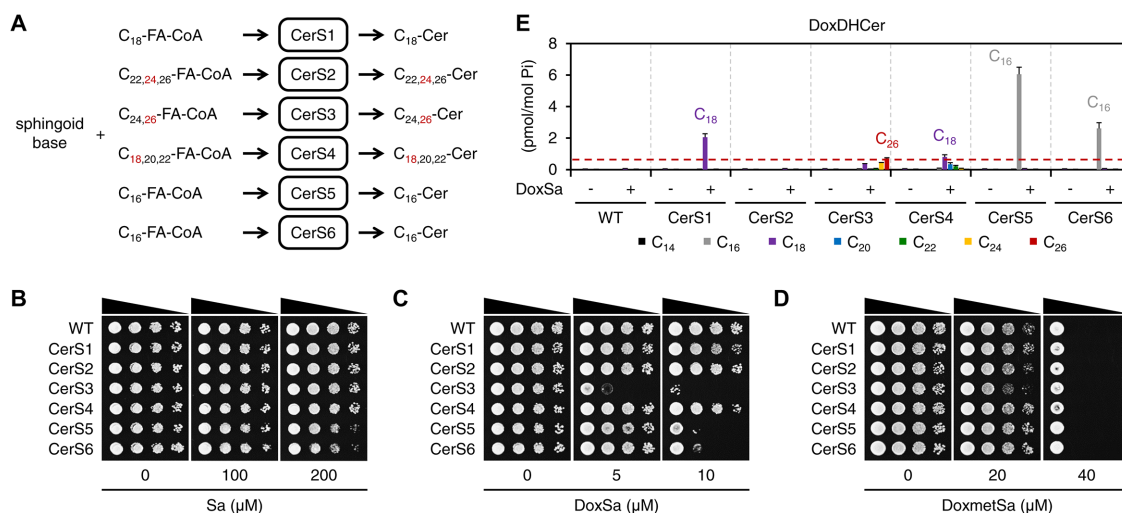 A
C18-FA-CoA CerS1 C18-Cer
C22,24,26-FA-CoA CerS2 C22,24,26-Cer
C24,26-FA-CoA CerS3 C24,26-Cer
sphingoid base +
C18,20,22-FA-CoA CerS4 C18,20,22-Cer
C16-FA-CoA CerS5 C16-Cer
C16-FA-CoA CerS6 C16-Cer
E
DoxDHCer
(pmol/mol Pi)
8
6
4
2
0
C18
C26
C18
C16
C16
DoxSa - + - + - + - + - + - + - +
WT CerS1 CerS2 CerS3 CerS4 CerS5 CerS6
C14 C16 C18 C20 C22 C24 C26
B
WT
CerS1
CerS2
CerS3
CerS4
CerS5
CerS6
0 100 200
Sa (µM)
C
WT
CerS1
CerS2
CerS3
CerS4
CerS5
CerS6
0 5 10
DoxSa (µM)
D
WT
CerS1
CerS2
CerS3
CerS4
CerS5
CerS6
0 20 40
DoxmetSa (µM)